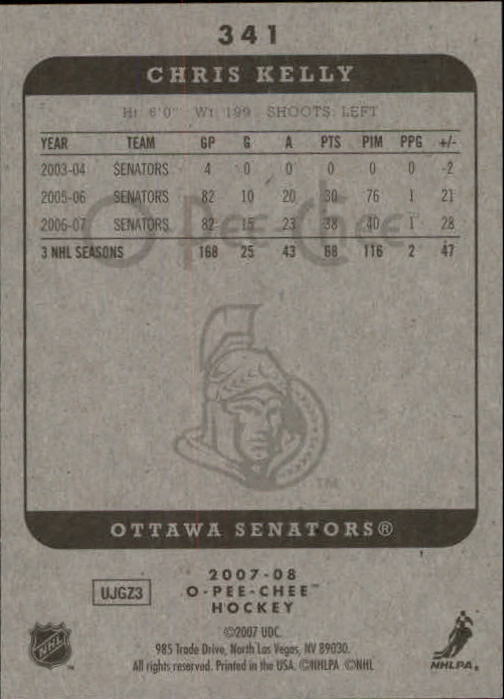 341
CHRIS KELLY
Ht: 6'0" Wt: 199 SHOOTS: LEFT
YEAR TEAM GP G A PTS PIM PPG +/-
2003-04 SENATORS 4 0 0 0 0 0 -2
2005-06 SENATORS 82 10 20 30 76 1 21
2006-07 SENATORS 82 15 23 38 40 1 28
3 NHL SEASONS 168 25 43 68 116 2 47
O-Pee-Chee
TM
OTTAWA SENATORS®
2007-08
UJGZ3
O-PEE-CHEE™
HOCKEY
©2007 UDC.
985 Trade Drive, North Las Vegas, NV 89030.
All rights reserved. Printed in the USA. ©NHLPA ©NHL
NHL
NHLPA®